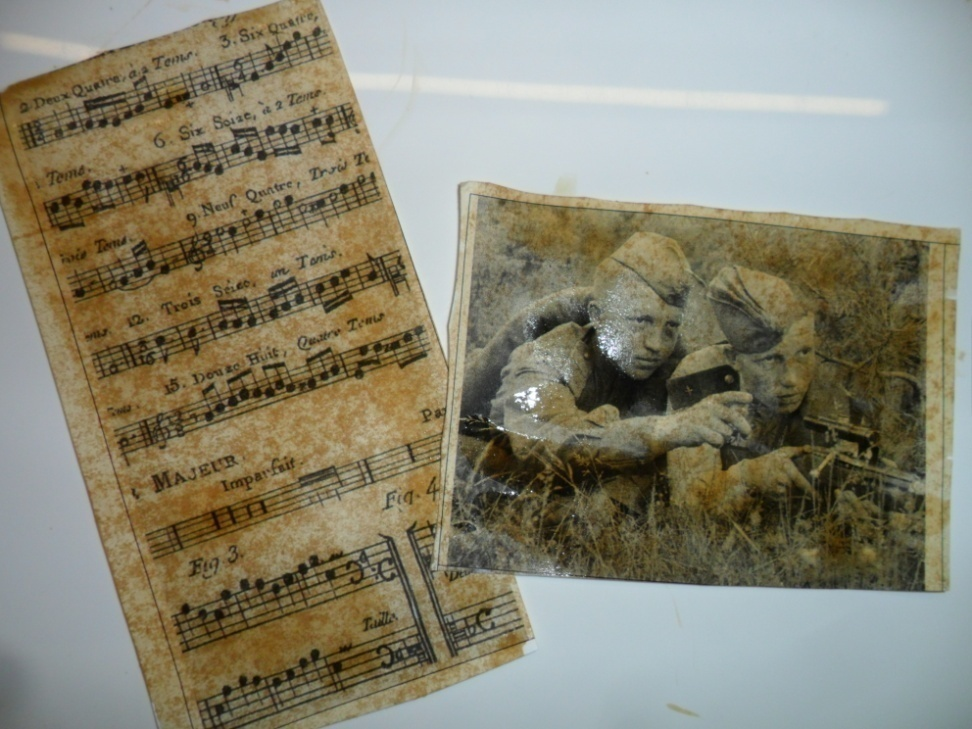 3. Six Quatre,
2. Deux Quatre, à 2 Tems.
6. Six Seize, à 2 Tems
Tems.
9. Neuf Quatre, Trois
Tems.
12. Trois Seize, un Tems.
15. Douze Huit, Quatre Tems
MAJEUR
Imparfait.
Fig. 4
Fig 3.
Taille.